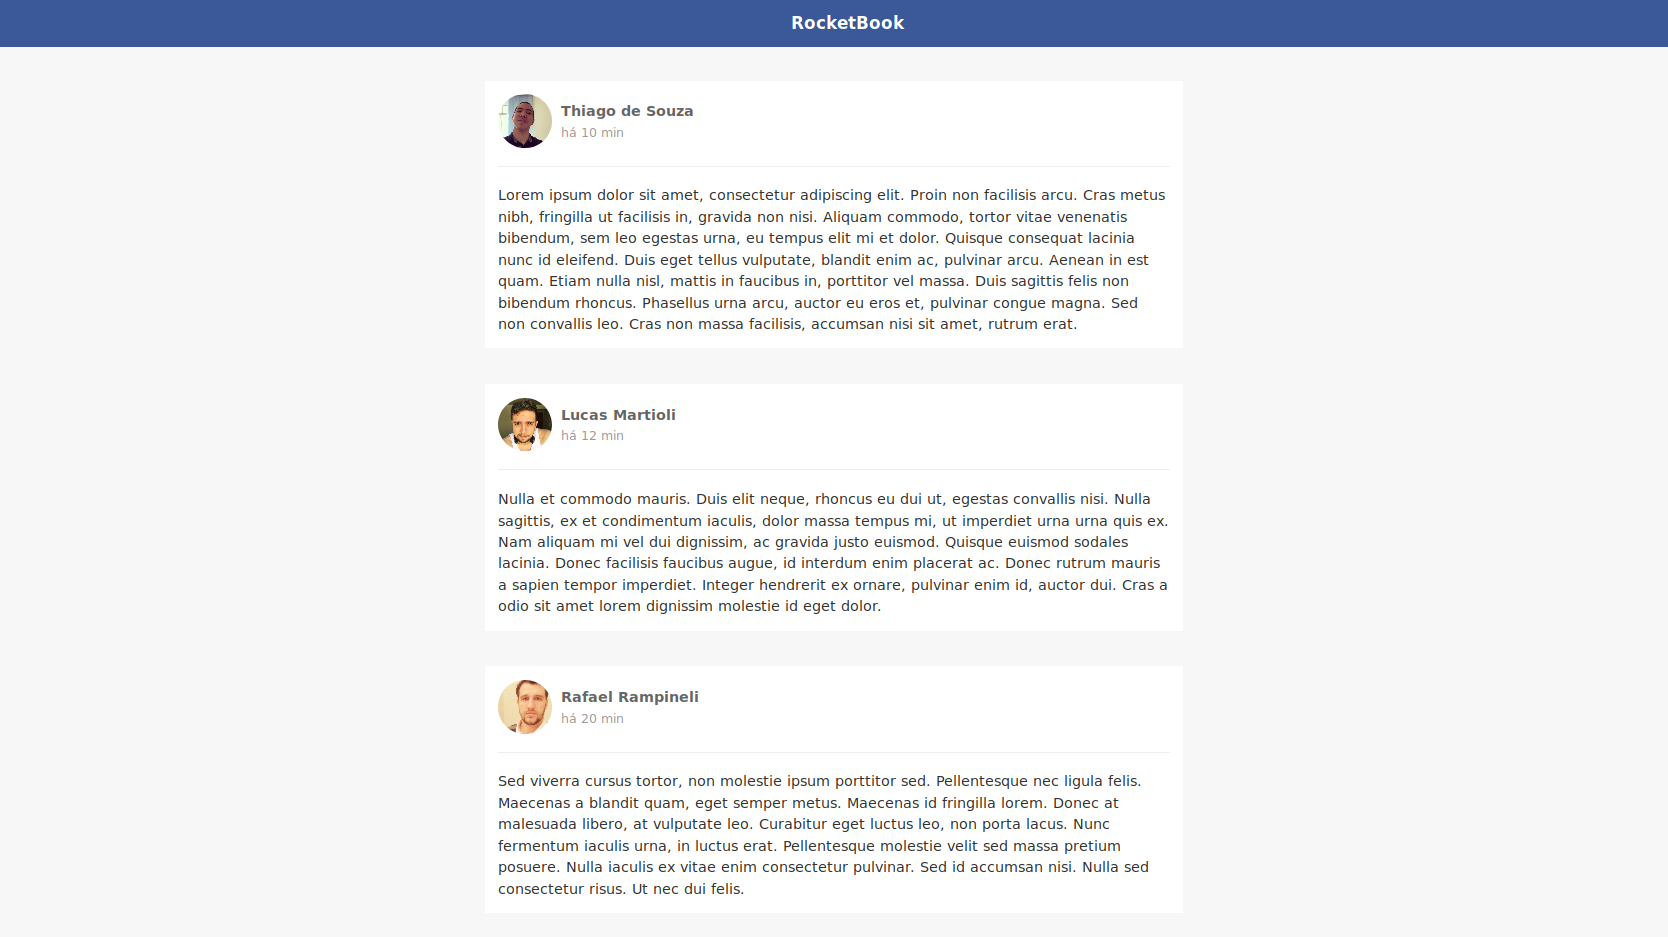 RocketBook
Thiago de Souza
há 10 min
Lorem ipsum dolor sit amet, consectetur adipiscing elit. Proin non facilisis arcu. Cras metus
nibh, fringilla ut facilisis in, gravida non nisi. Aliquam commodo, tortor vitae venenatis
bibendum, sem leo egestas urna, eu tempus elit mi et dolor. Quisque consequat lacinia
nunc id eleifend. Duis eget tellus vulputate, blandit enim ac, pulvinar arcu. Aenean in est
quam. Etiam nulla nisl, mattis in faucibus in, porttitor vel massa. Duis sagittis felis non
bibendum rhoncus. Phasellus urna arcu, auctor eu eros et, pulvinar congue magna. Sed
non convallis leo. Cras non massa facilisis, accumsan nisi sit amet, rutrum erat.
Lucas Martioli
há 12 min
Nulla et commodo mauris. Duis elit neque, rhoncus eu dui ut, egestas convallis nisi. Nulla
sagittis, ex et condimentum iaculis, dolor massa tempus mi, ut imperdiet urna urna quis ex.
Nam aliquam mi vel dui dignissim, ac gravida justo euismod. Quisque euismod sodales
lacinia. Donec facilisis faucibus augue, id interdum enim placerat ac. Donec rutrum mauris
a sapien tempor imperdiet. Integer hendrerit ex ornare, pulvinar enim id, auctor dui. Cras a
odio sit amet lorem dignissim molestie id eget dolor.
Rafael Rampineli
há 20 min
Sed viverra cursus tortor, non molestie ipsum porttitor sed. Pellentesque nec ligula felis.
Maecenas a blandit quam, eget semper metus. Maecenas id fringilla lorem. Donec at
malesuada libero, at vulputate leo. Curabitur eget luctus leo, non porta lacus. Nunc
fermentum iaculis urna, in luctus erat. Pellentesque molestie velit sed massa pretium
posuere. Nulla iaculis ex vitae enim consectetur pulvinar. Sed id accumsan nisi. Nulla sed
consectetur risus. Ut nec dui felis.